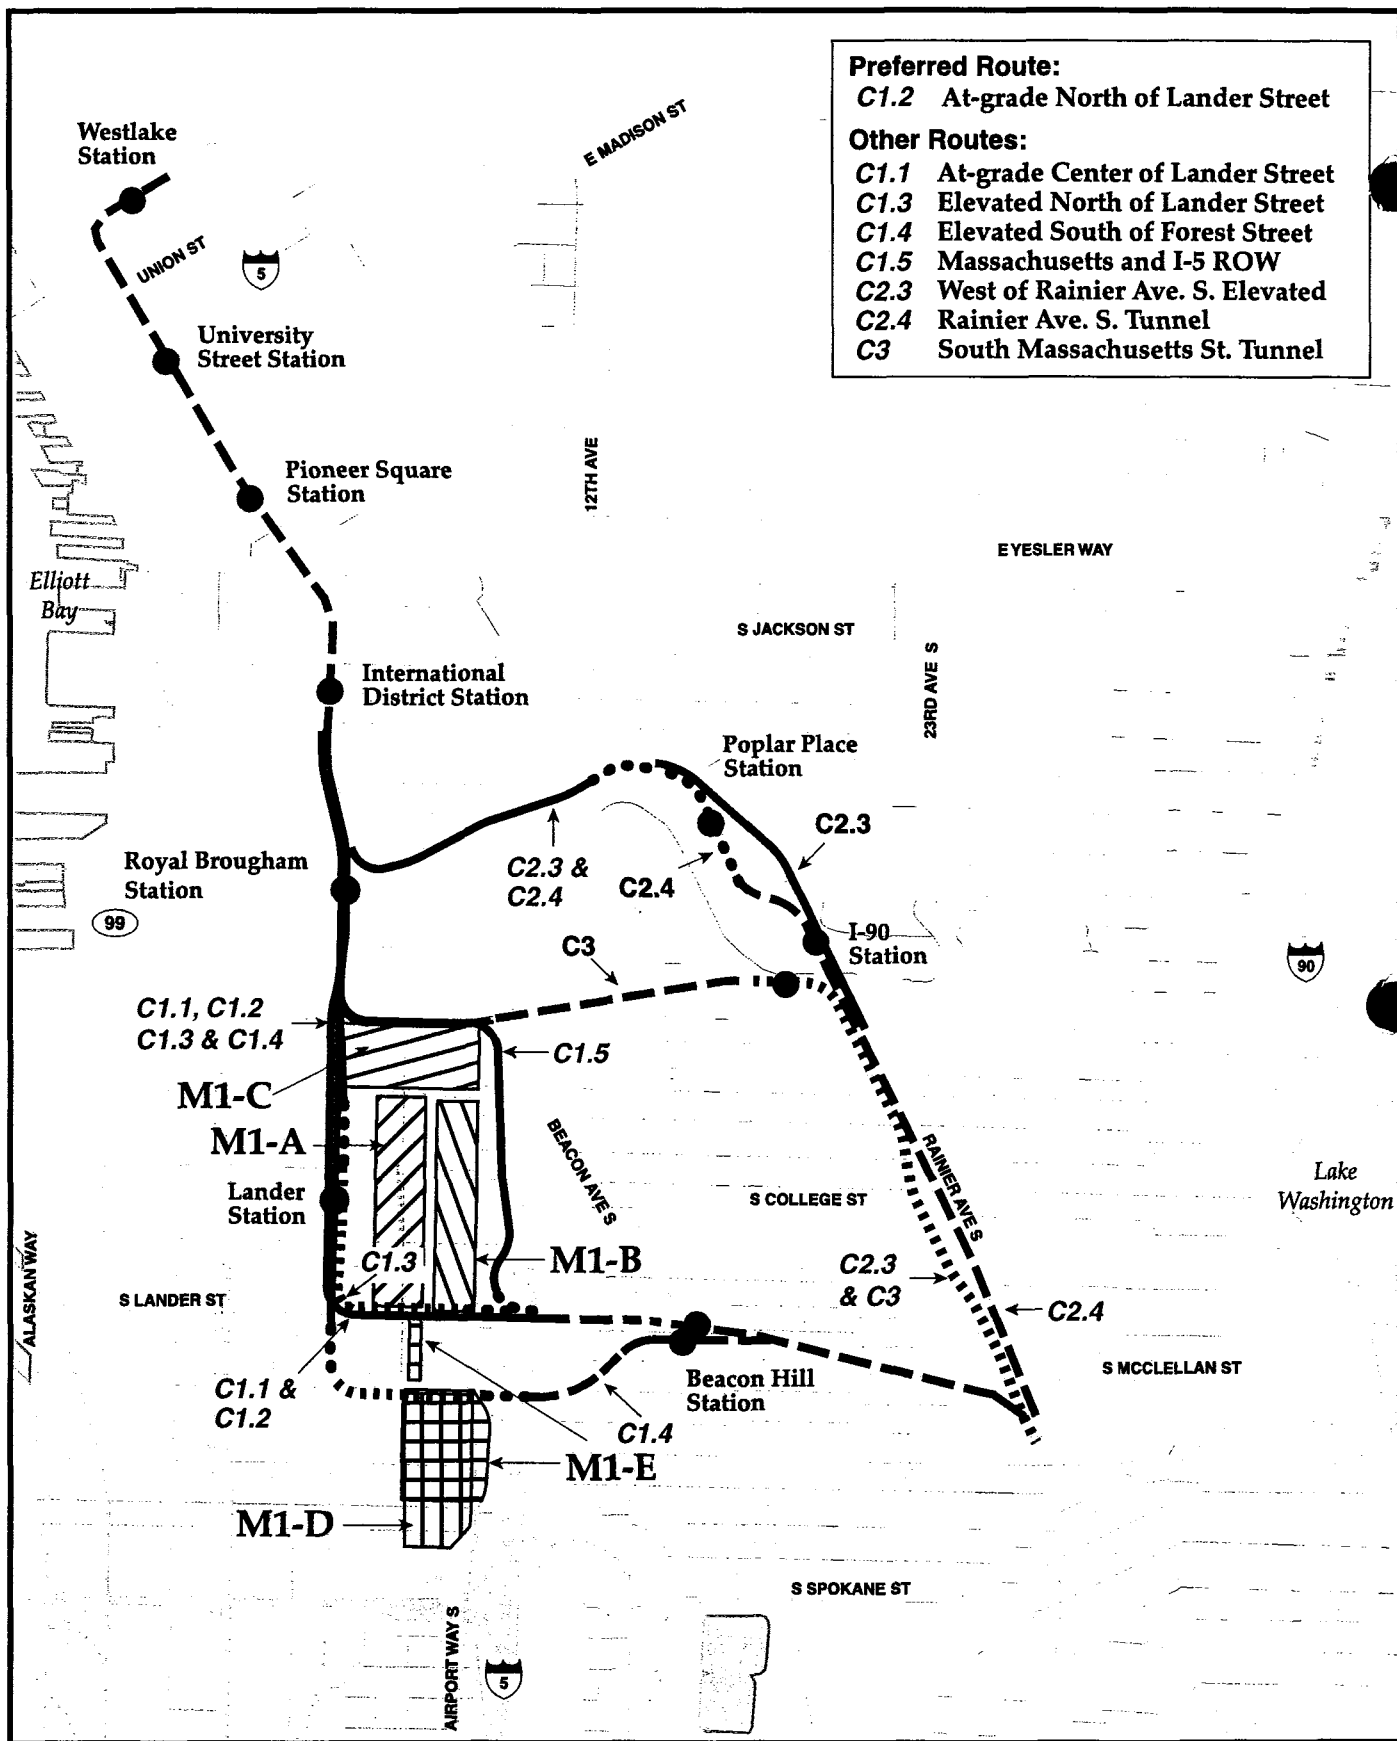 Preferred Route:
C1.2 At-grade North of Lander Street
Other Routes:
C1.1 At-grade Center of Lander Street
C1.3 Elevated North of Lander Street
C1.4 Elevated South of Forest Street
C1.5 Massachusetts and I-5 ROW
C2.3 West of Rainier Ave. S. Elevated
C2.4 Rainier Ave. S. Tunnel
C3 South Massachusetts St. Tunnel
Westlake
Station
E MADISON ST
UNION ST
5
University
Street Station
Pioneer Square
Station
12TH AVE
E YESLER WAY
Elliott
Bay
S JACKSON ST
International
District Station
23RD AVE S
Poplar Place
Station
C2.3
Royal Brougham
Station
C2.3 &
C2.4
C2.4
99
I-90
Station
C3
90
C1.1, C1.2
C1.3 & C1.4
C1.5
M1-C
M1-A
BEACON AVE S
RAINIER AVE S
Lake
Washington
Lander
Station
S COLLEGE ST
ALASKAN WAY
C1.3
M1-B
C2.3
& C3
S LANDER ST
C2.4
S MCCLELLAN ST
C1.1 &
C1.2
Beacon Hill
Station
C1.4
M1-E
M1-D
S SPOKANE ST
AIRPORT WAY S
5